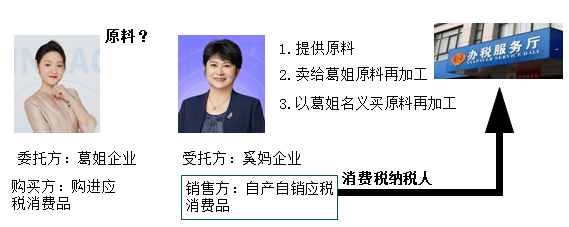 原料？
1. 提供原料
2. 卖给葛姐原料再加工
3. 以葛姐名义买原料再加工
办税服务厅
TAXPAYER SERVICE HALL
委托方：葛姐企业
受托方：奚妈企业
购买方：购进应
税消费品
销售方：自产自销应税
消费品
消费税纳税人